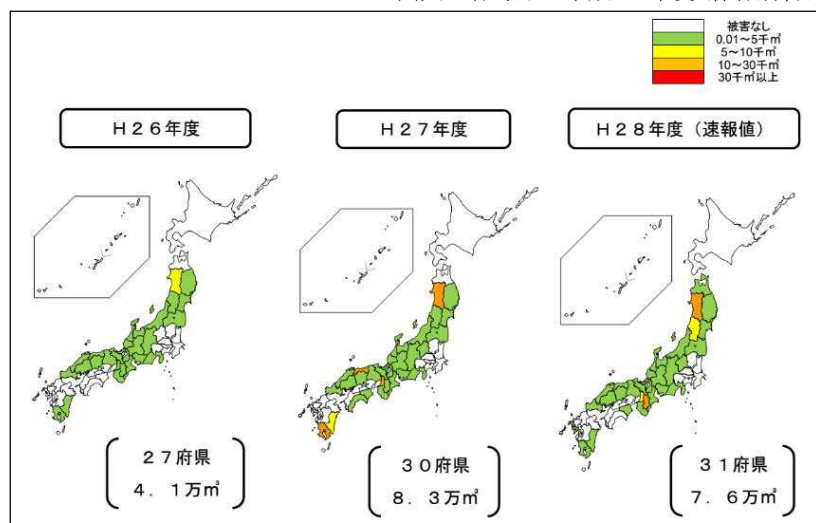 被害なし
0.01～5千㎥
5～10千㎥
10～30千㎥
30千㎥以上
H26年度
H27年度
H28年度（速報値）
27府県
4．1万㎥
30府県
8．3万㎥
31府県
7．6万㎥